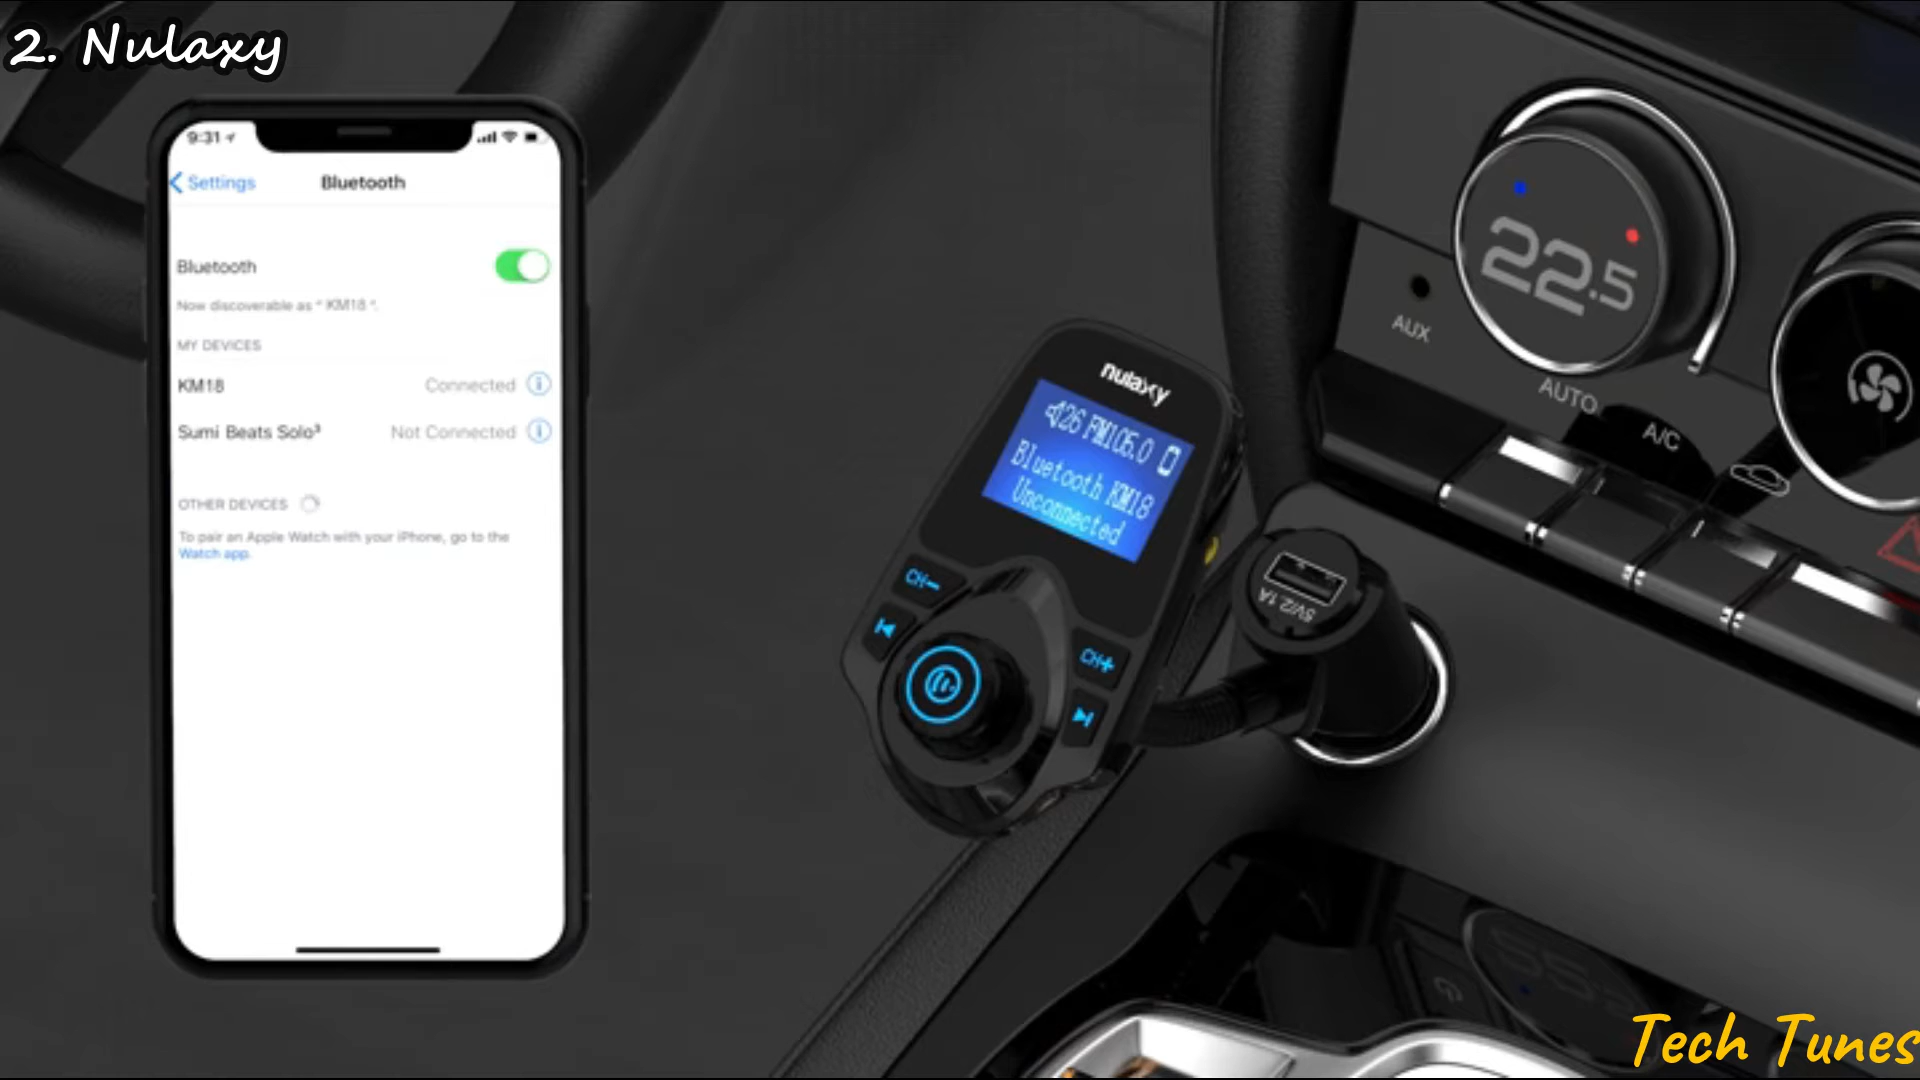 2. Nulaxy
9:31
Settings
Bluetooth
Bluetooth
Now discoverable as " KM18 ".
MY DEVICES
KM18
Connected
Sumi Beats Solo³
Not Connected
OTHER DEVICES
To pair an Apple Watch with your iPhone, go to the
Watch app.
nulaxy
26 FM105.0
Bluetooth KM18
Unconnected
CH−
CH+
5V/2.1A
22.5
AUX
AUTO
A/C
Tech Tunes